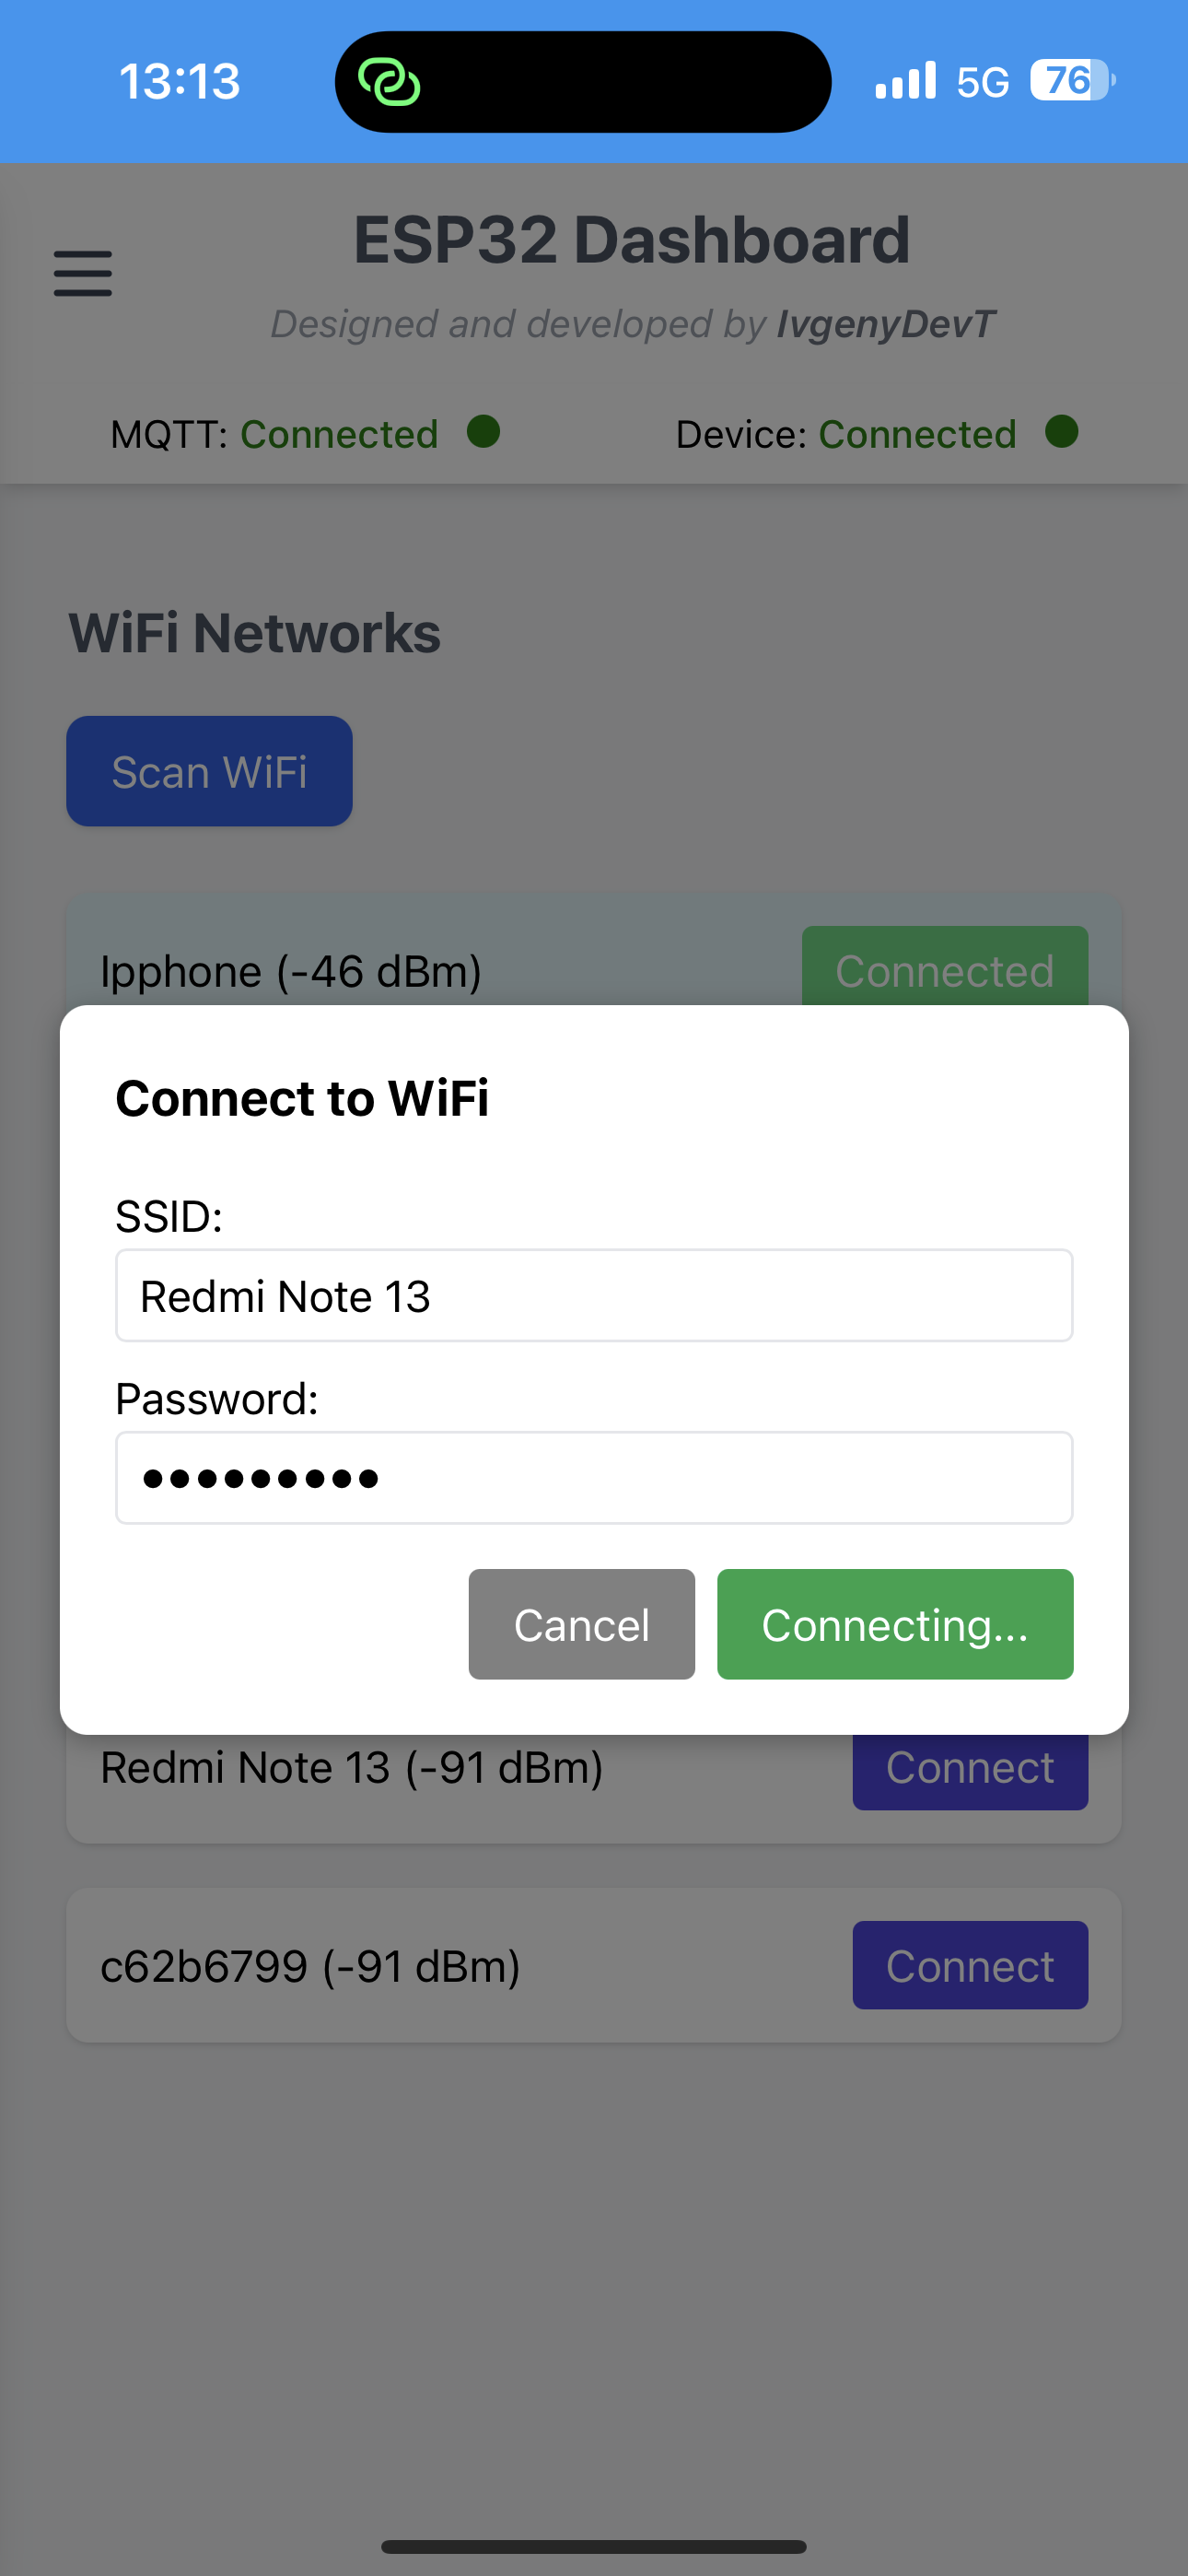 13:13 5G 76
ESP32 Dashboard
Designed and developed by IvgenyDevT
MQTT: Connected Device: Connected
WiFi Networks
Scan WiFi
Ipphone (-46 dBm) Connected
Connect to WiFi
SSID:
Redmi Note 13
Password:
•••••••••
Cancel Connecting...
Redmi Note 13 (-91 dBm) Connect
c62b6799 (-91 dBm) Connect